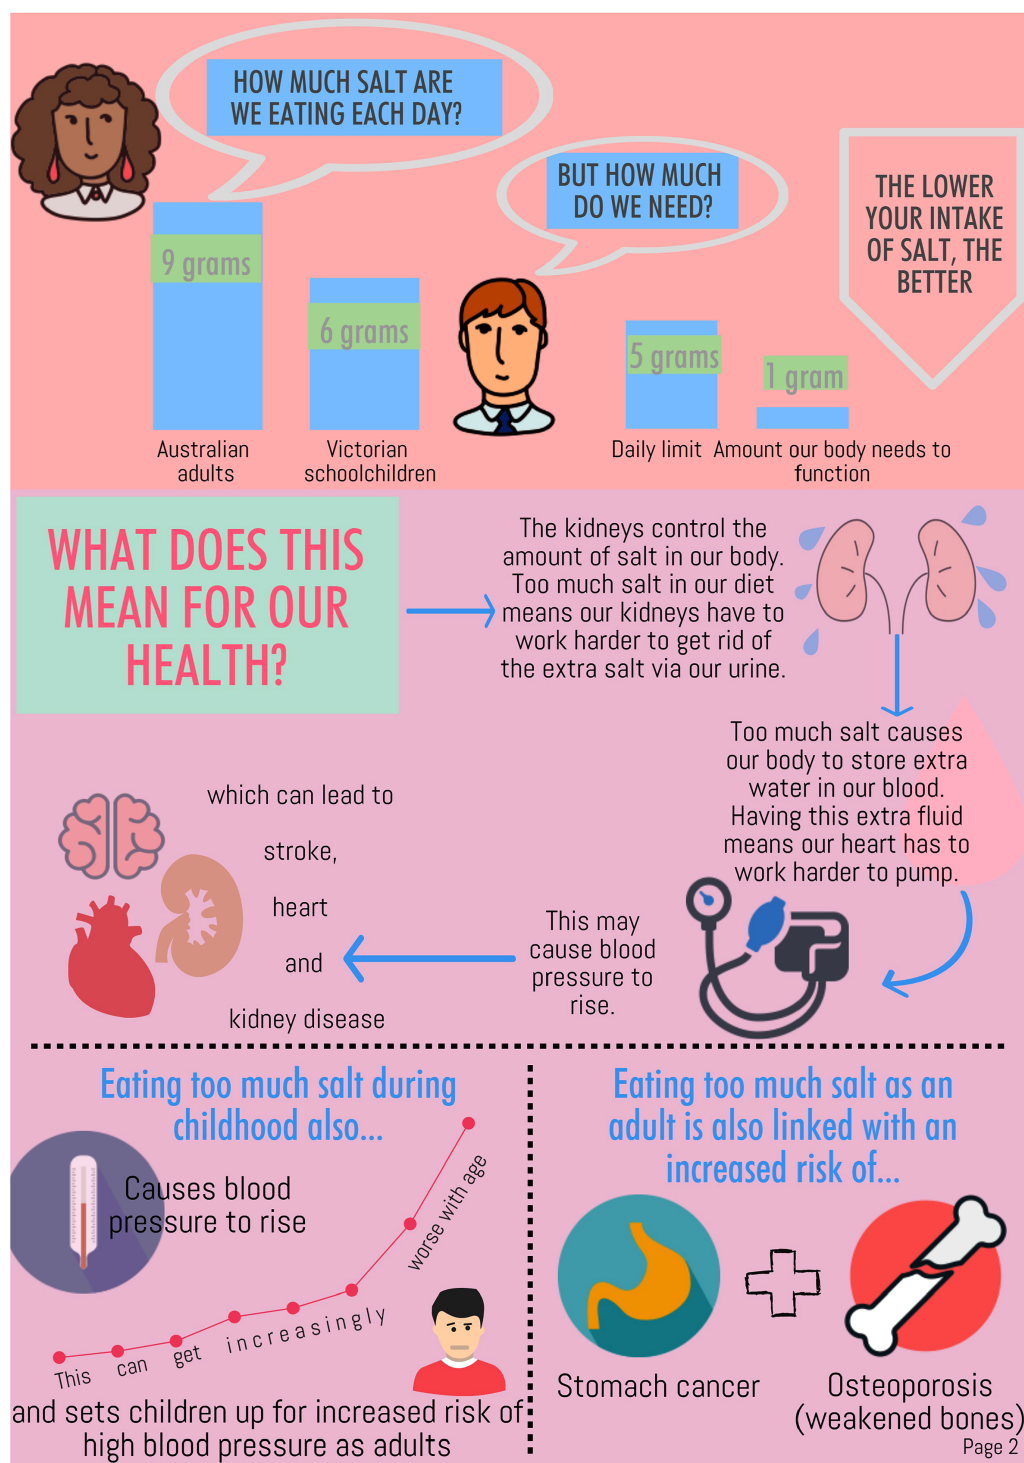 HOW MUCH SALT ARE
WE EATING EACH DAY?
BUT HOW MUCH
DO WE NEED?
THE LOWER
YOUR INTAKE
OF SALT, THE
BETTER
9 grams
6 grams
5 grams
1 gram
Australian
adults
Victorian
schoolchildren
Daily limit
Amount our body needs to
function
WHAT DOES THIS
MEAN FOR OUR
HEALTH?
The kidneys control the
amount of salt in our body.
Too much salt in our diet
means our kidneys have to
work harder to get rid of
the extra salt via our urine.
Too much salt causes
our body to store extra
water in our blood.
Having this extra fluid
means our heart has to
work harder to pump.
This may
cause blood
pressure to
rise.
which can lead to
stroke,
heart
and
kidney disease
Eating too much salt during
childhood also...
Causes blood
pressure to rise
This can get increasingly worse with age
and sets children up for increased risk of
high blood pressure as adults
Eating too much salt as an
adult is also linked with an
increased risk of...
Stomach cancer
Osteoporosis
(weakened bones)
Page 2